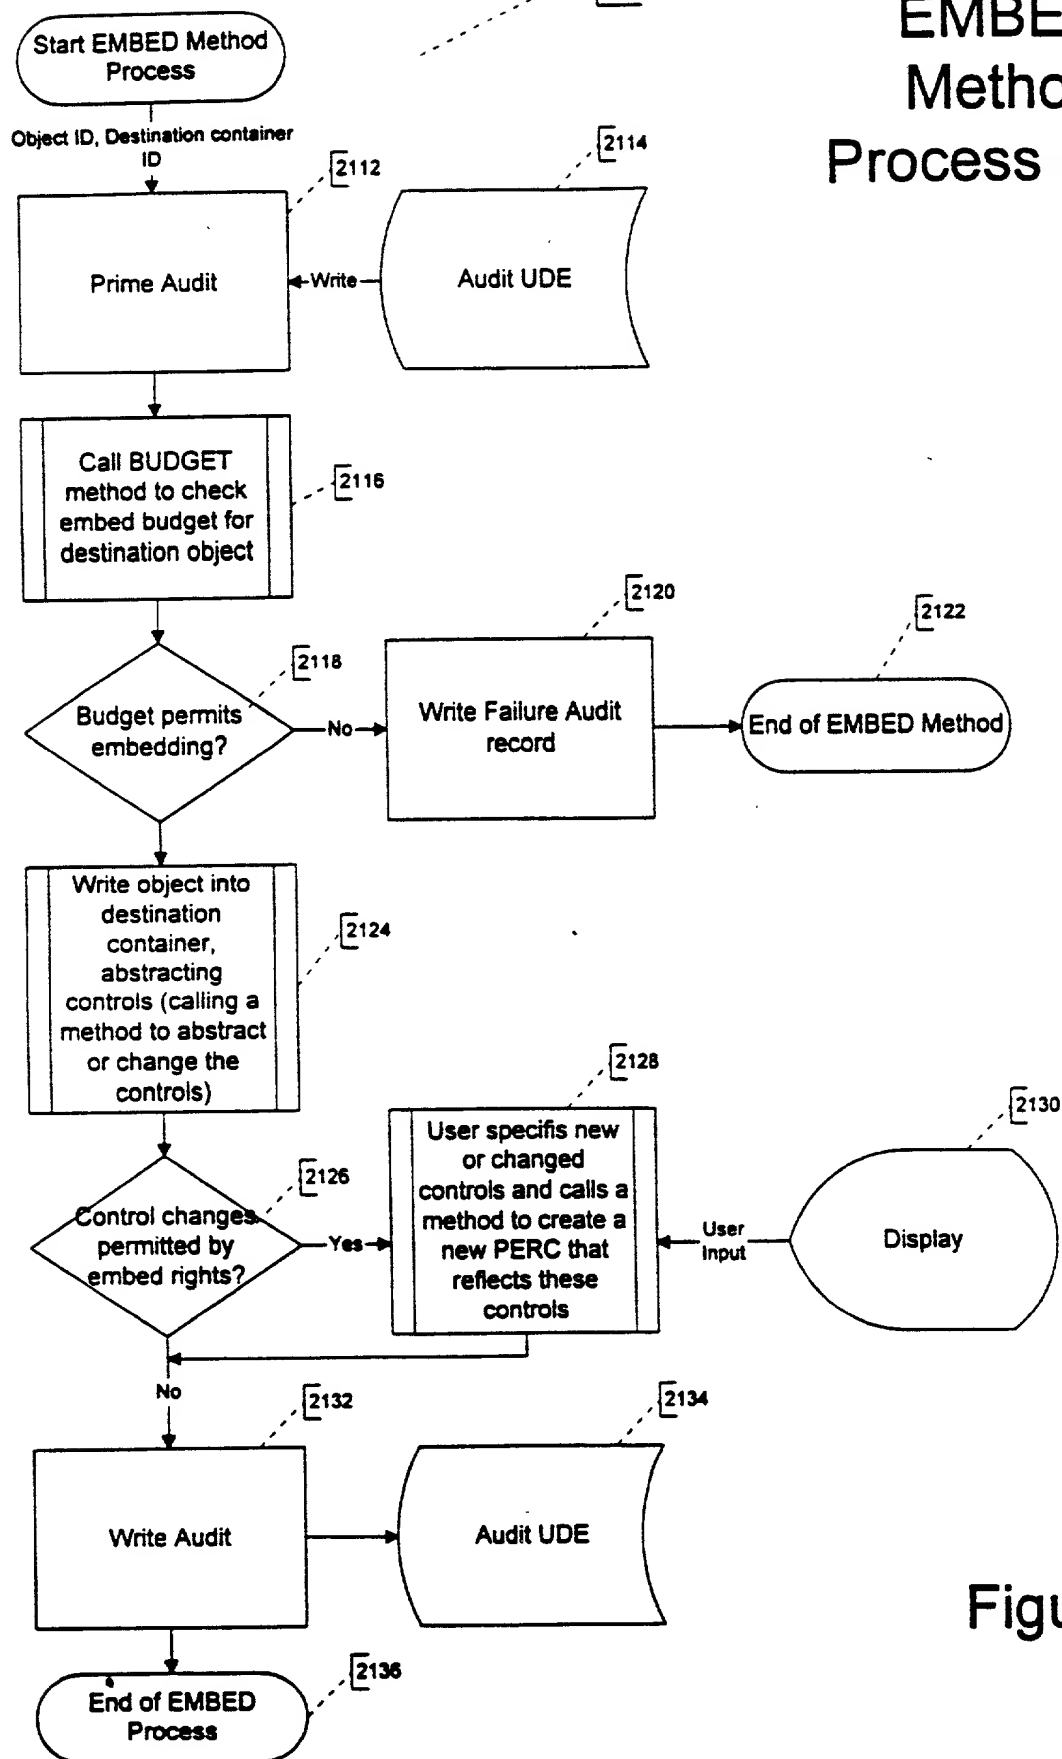 EMBE
Metho
Process
Start EMBED Method
Process
Object ID, Destination container
ID
2112
2114
Prime Audit
Write
Audit UDE
Call BUDGET
method to check
embed budget for
destination object
2116
2118
Budget permits
embedding?
No
2120
Write Failure Audit
record
2122
End of EMBED Method
Write object into
destination
container,
abstracting
controls (calling a
method to abstract
or change the
controls)
2124
2126
Control changes
permitted by
embed rights?
Yes
2128
User specifis new
or changed
controls and calls a
method to create a
new PERC that
reflects these
controls
User
Input
2130
Display
No
2132
2134
Write Audit
Audit UDE
Figu
2136
End of EMBED
Process